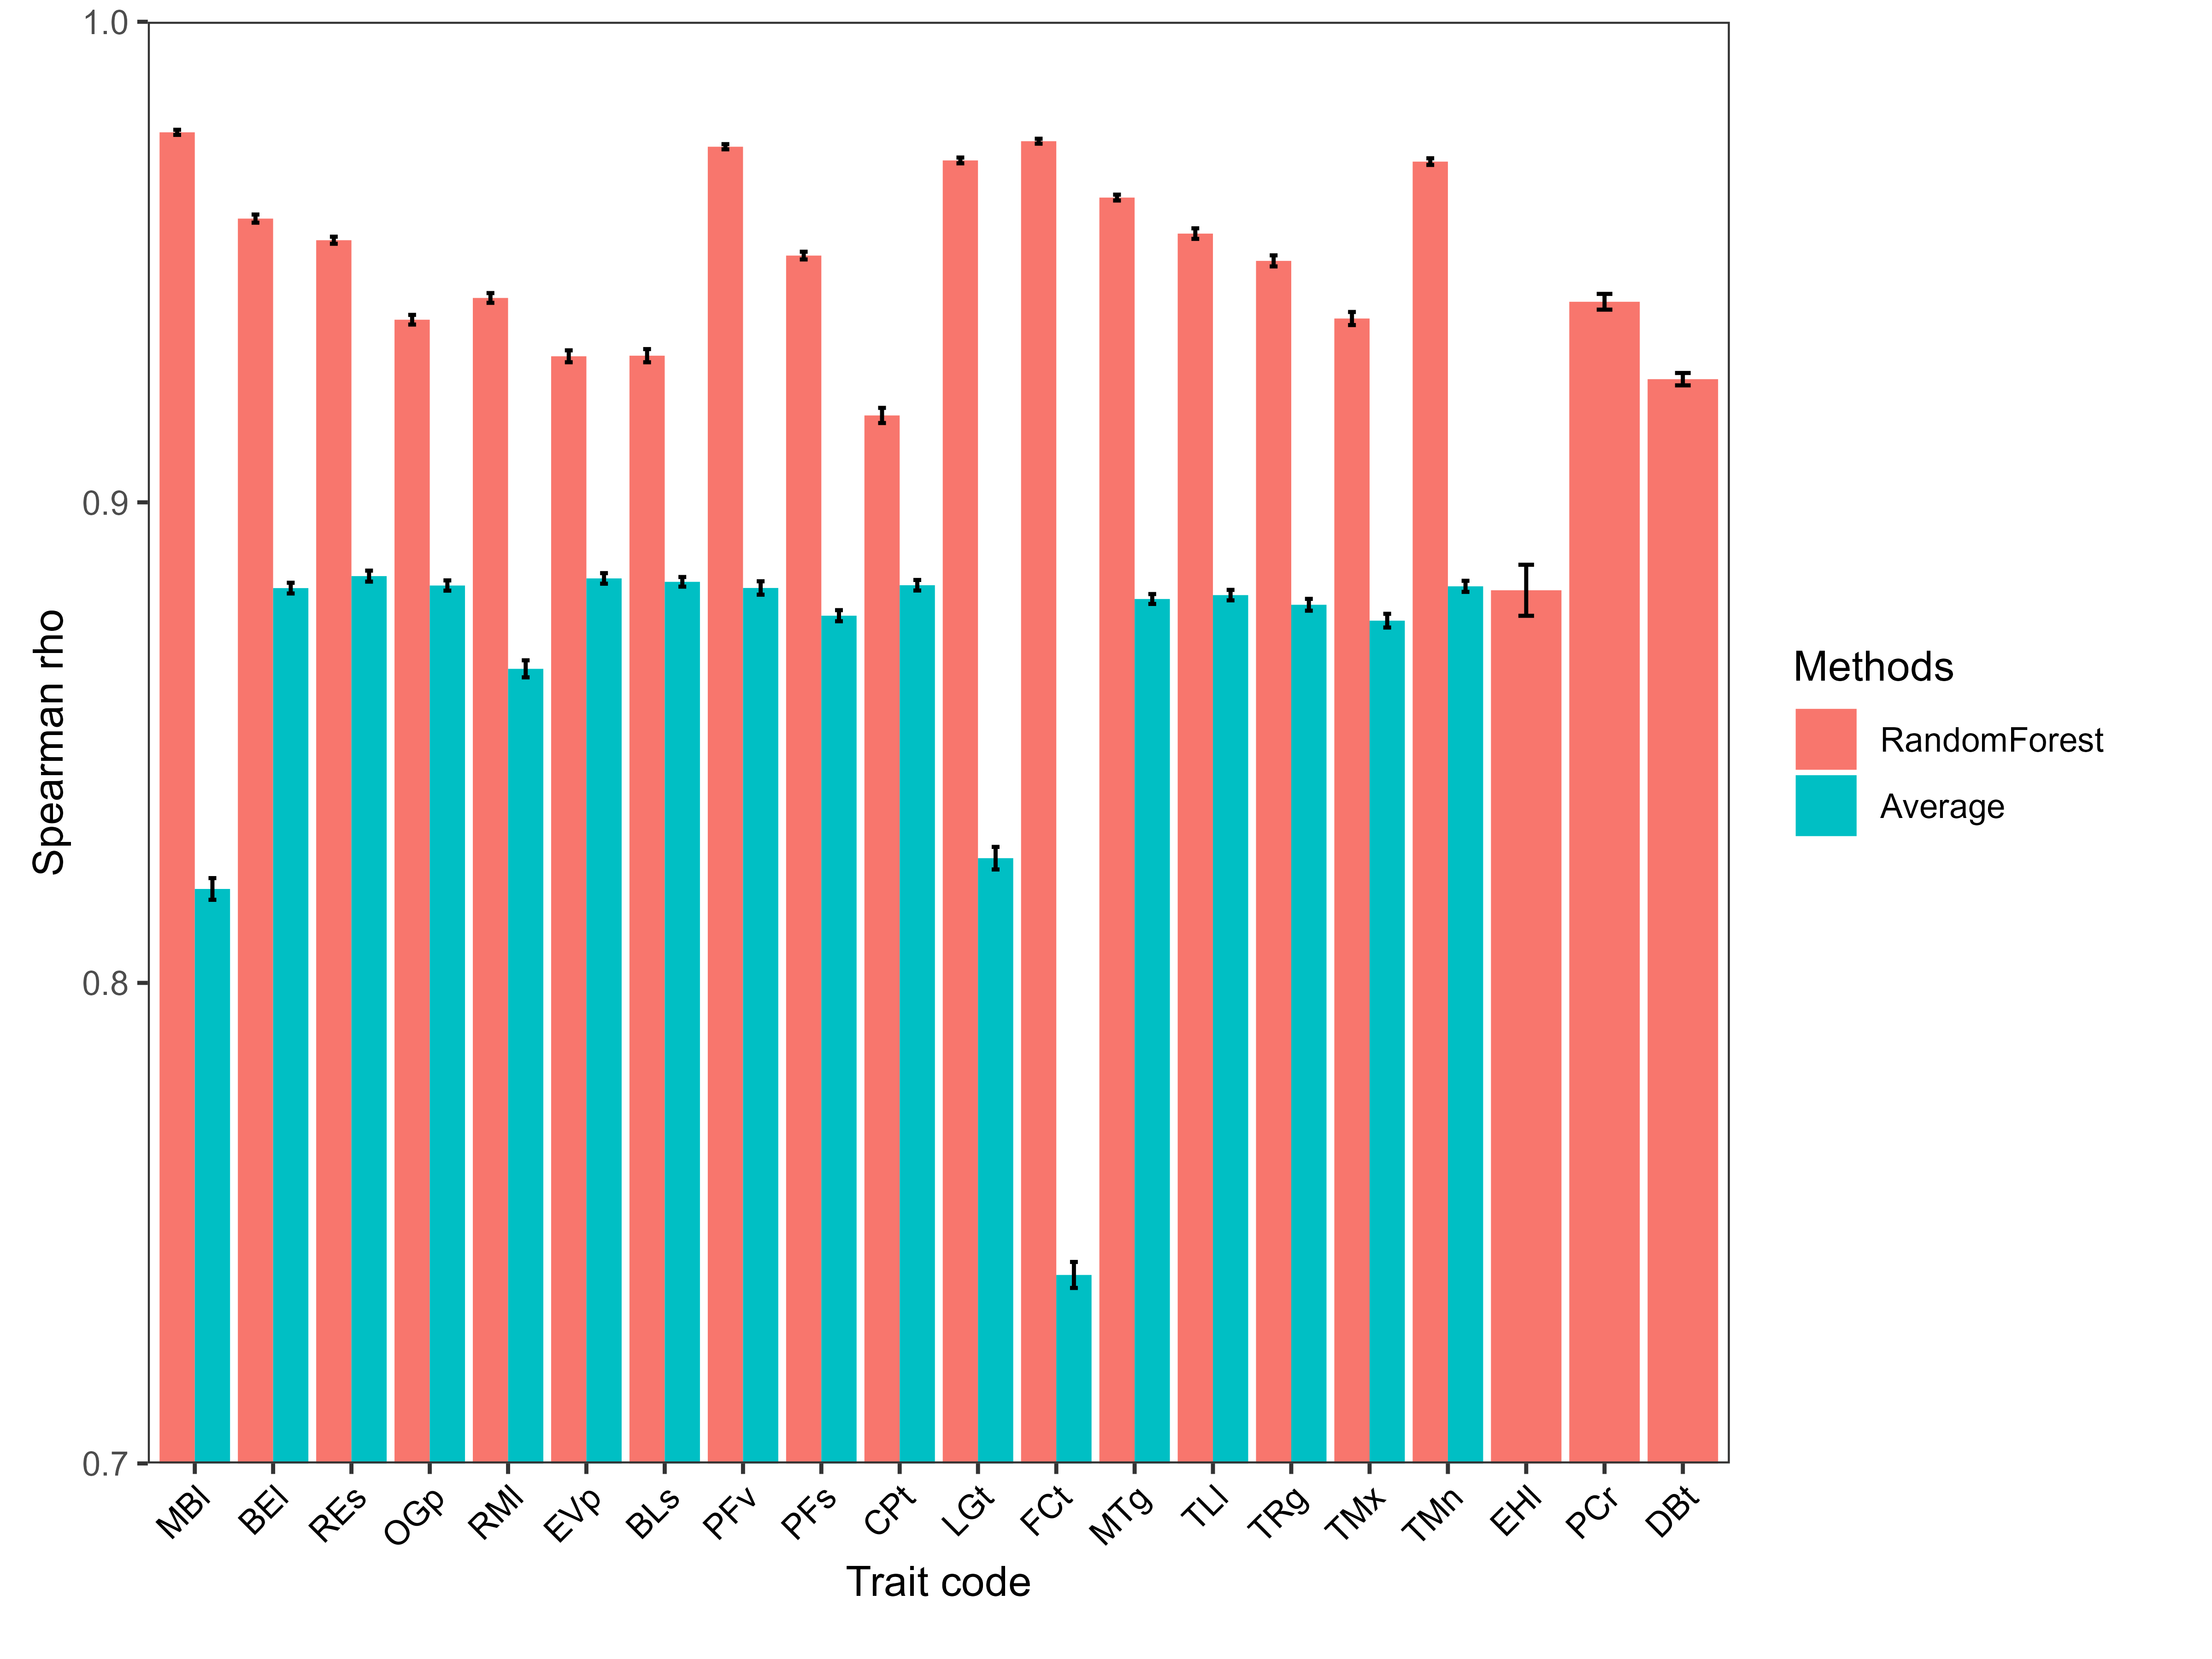 1.0
0.9
0.8
0.7
Spearman rho
MBl
BEl
REs
OGp
RMl
EVp
BLs
PFv
PFs
CPt
LGt
FCt
MTg
TLl
TRg
TMx
TMn
EHl
PCr
DBt
Trait code
Methods
RandomForest
Average